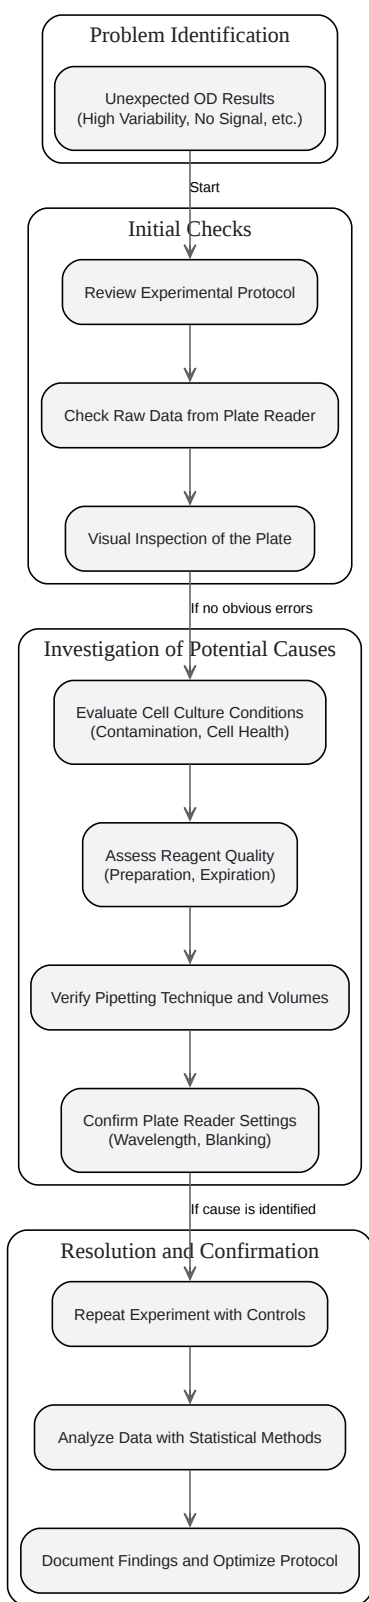 Problem Identification
Unexpected OD Results
(High Variability, No Signal, etc.)
Start
Initial Checks
Review Experimental Protocol
Check Raw Data from Plate Reader
Visual Inspection of the Plate
If no obvious errors
Investigation of Potential Causes
Evaluate Cell Culture Conditions
(Contamination, Cell Health)
Assess Reagent Quality
(Preparation, Expiration)
Verify Pipetting Technique and Volumes
Confirm Plate Reader Settings
(Wavelength, Blanking)
If cause is identified
Resolution and Confirmation
Repeat Experiment with Controls
Analyze Data with Statistical Methods
Document Findings and Optimize Protocol